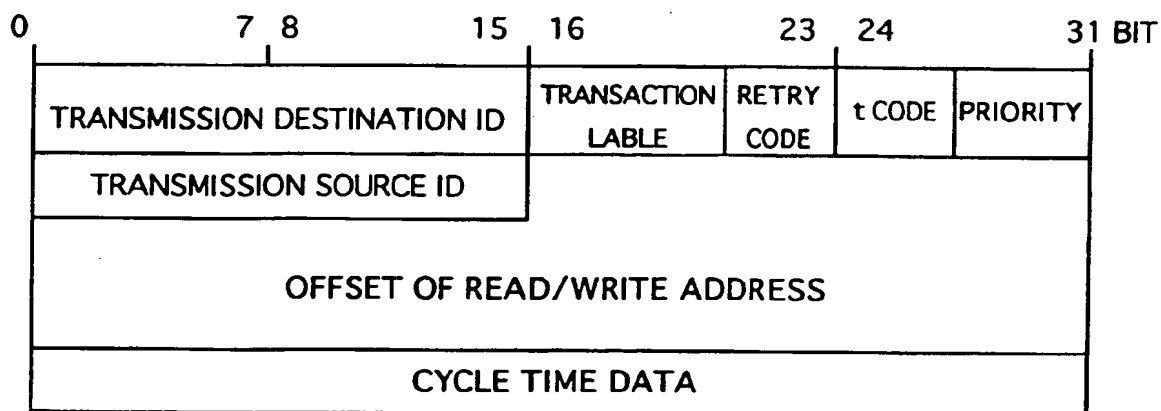 0 7 8 15 16 23 24 31 BIT
TRANSMISSION DESTINATION ID
TRANSACTION
LABLE
RETRY
CODE
t CODE
PRIORITY
TRANSMISSION SOURCE ID
OFFSET OF READ/WRITE ADDRESS
CYCLE TIME DATA